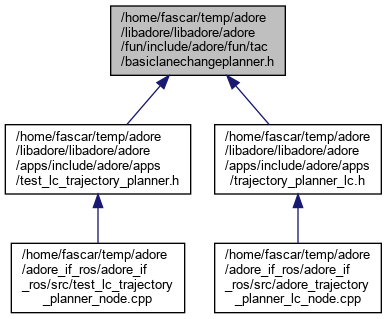 /home/fascar/temp/adore
/libadore/libadore/adore
/fun/include/adore/fun/tac
/basiclanechangeplanner.h
/home/fascar/temp/adore
/libadore/libadore/adore
/apps/include/adore/apps
/test_lc_trajectory_planner.h
/home/fascar/temp/adore
/libadore/libadore/adore
/apps/include/adore/apps
/trajectory_planner_lc.h
/home/fascar/temp/adore
/adore_if_ros/adore_if
_ros/src/test_lc_trajectory
_planner_node.cpp
/home/fascar/temp/adore
/adore_if_ros/adore_if
_ros/src/adore_trajectory
_planner_lc_node.cpp